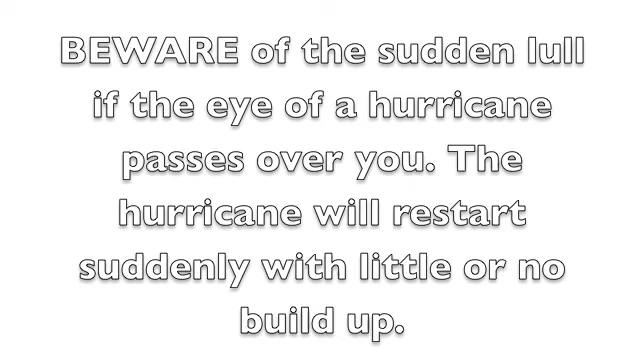 BEWARE of the sudden lull
if the eye of a hurricane
passes over you. The
hurricane will restart
suddenly with little or no
build up.